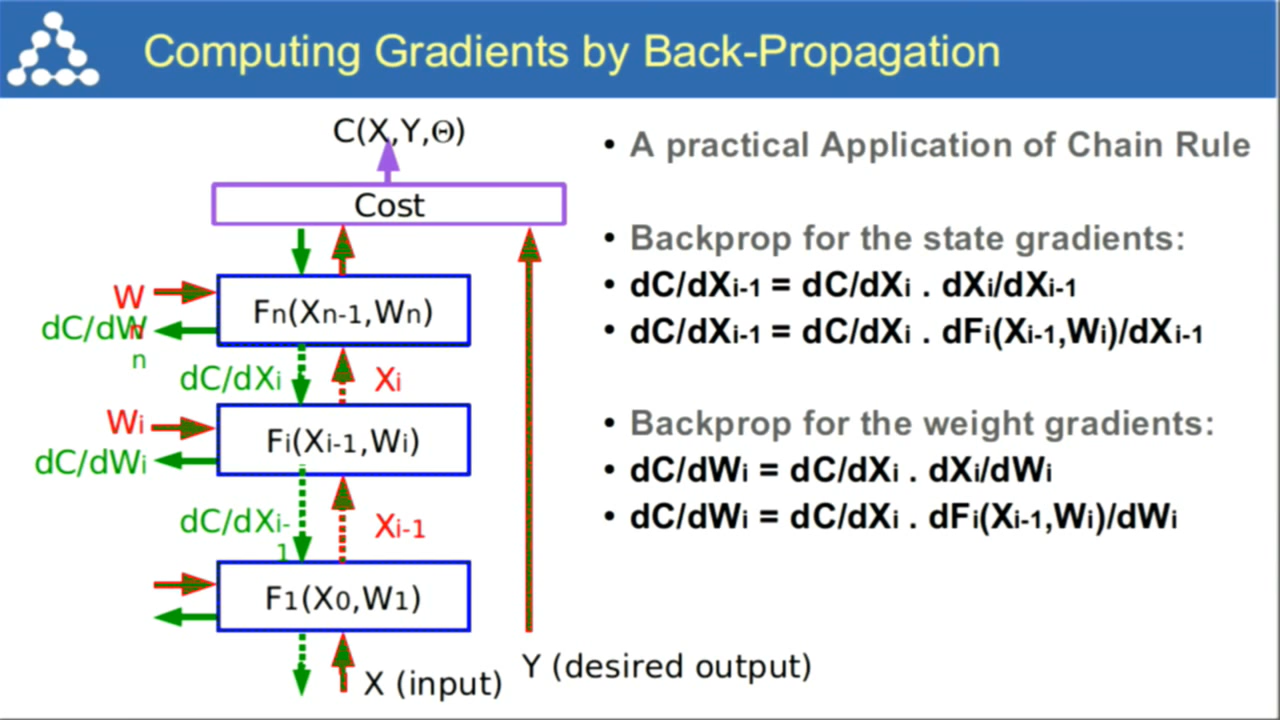 Computing Gradients by Back-Propagation
C(X,Y,Θ)
Cost
W
n
dC/dW
n
Fn(Xn-1,Wn)
dC/dXi
Xi
Wi
dC/dWi
Fi(Xi-1,Wi)
dC/dXi-
1
Xi-1
F1(X0,W1)
X (input)
Y (desired output)
• A practical Application of Chain Rule
• Backprop for the state gradients:
• dC/dXi-1 = dC/dXi . dXi/dXi-1
• dC/dXi-1 = dC/dXi . dFi(Xi-1,Wi)/dXi-1
• Backprop for the weight gradients:
• dC/dWi = dC/dXi . dXi/dWi
• dC/dWi = dC/dXi . dFi(Xi-1,Wi)/dWi